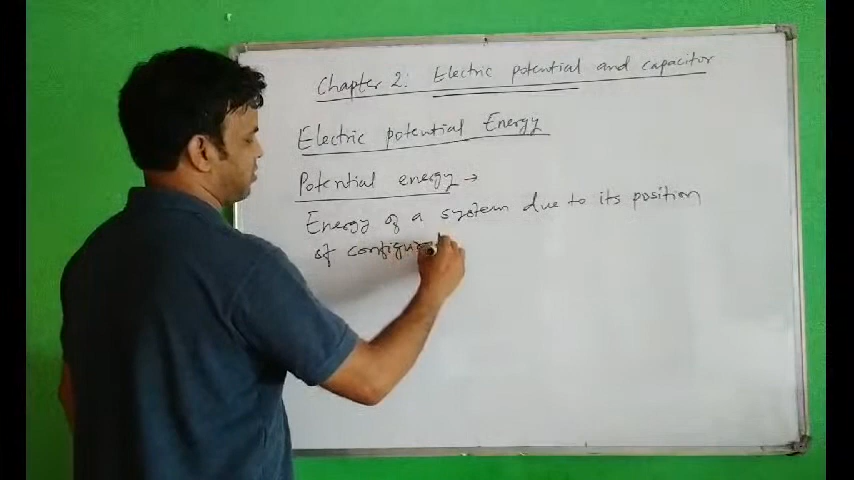 Chapter 2: Electric potential and capacitor
Electric potential Energy
Potential energy →
Energy of a system due to its position
of configurat